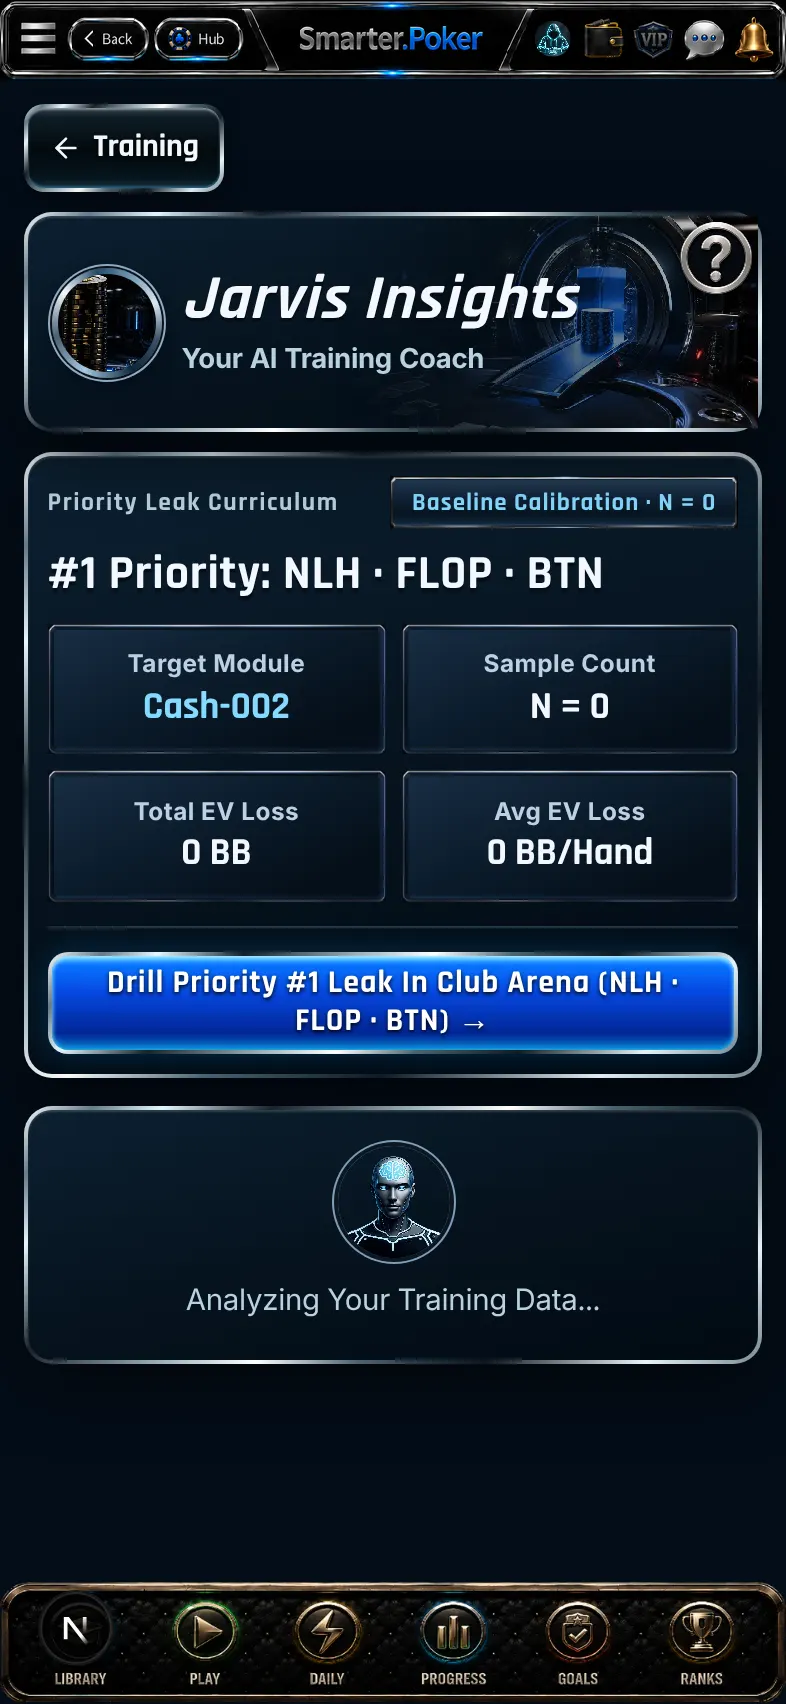 Back
Hub
Smarter.Poker
VIP
← Training
?
Jarvis Insights
Your AI Training Coach
Priority Leak Curriculum
Baseline Calibration · N = 0
#1 Priority: NLH · FLOP · BTN
Target Module
Cash-002
Sample Count
N = 0
Total EV Loss
0 BB
Avg EV Loss
0 BB/Hand
Drill Priority #1 Leak In Club Arena (NLH ·
FLOP · BTN) →
Analyzing Your Training Data...
N
LIBRARY
PLAY
DAILY
PROGRESS
GOALS
RANKS